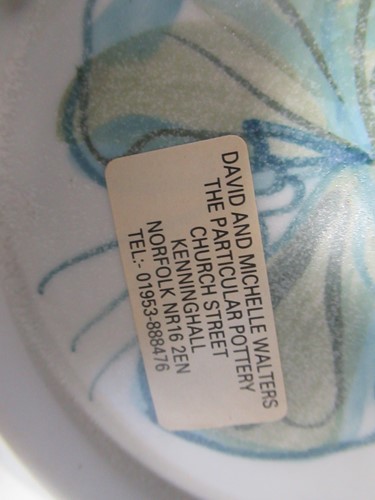 DAVID AND MICHELLE WALTERS
THE PARTICULAR POTTERY
CHURCH STREET
KENNINGHALL
NORFOLK NR16 2EN
TEL:- 01953-888476